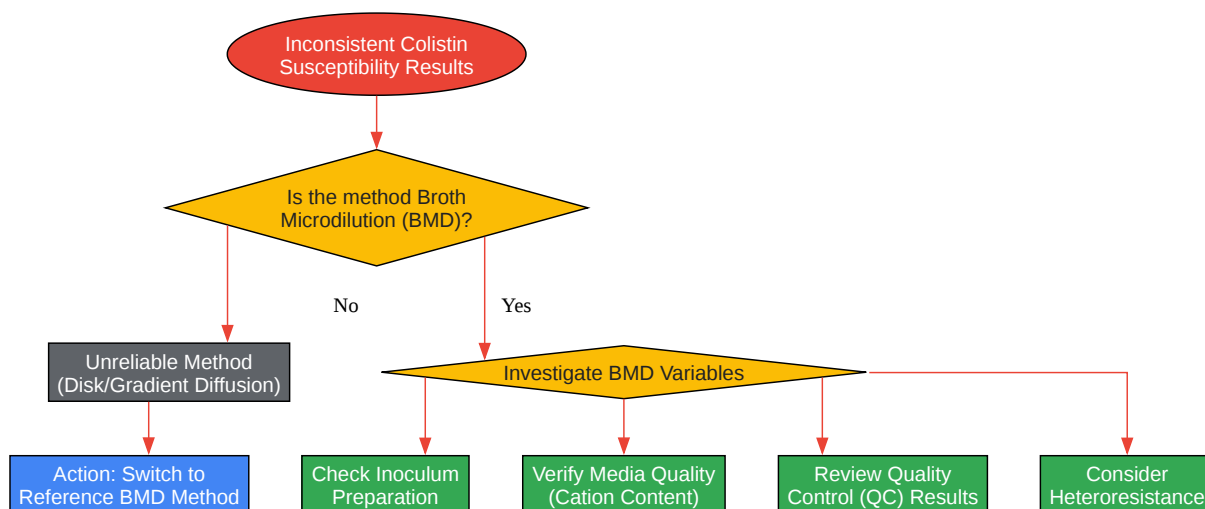 Inconsistent Colistin
Susceptibility Results
Is the method Broth
Microdilution (BMD)?
No
Yes
Unreliable Method
(Disk/Gradient Diffusion)
Investigate BMD Variables
Action: Switch to
Reference BMD Method
Check Inoculum
Preparation
Verify Media Quality
(Cation Content)
Review Quality
Control (QC) Results
Consider
Heteroresistance